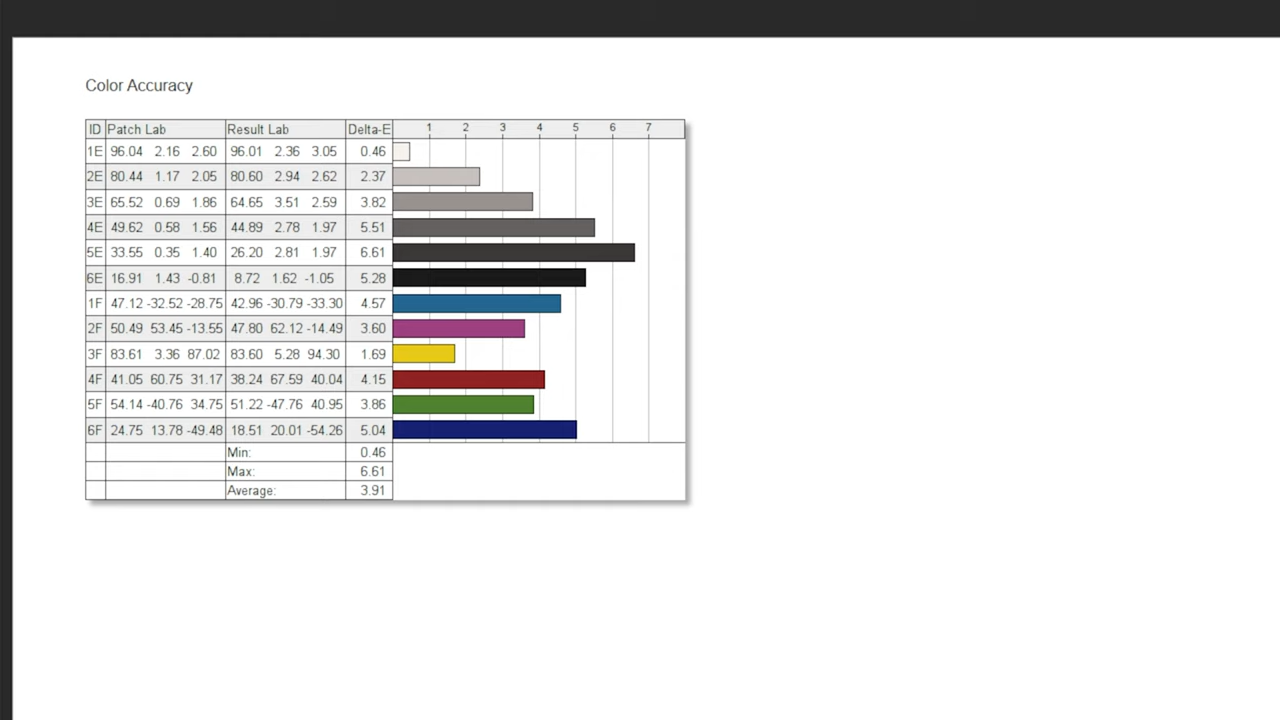 Color Accuracy
ID Patch Lab Result Lab Delta-E 1 2 3 4 5 6 7
1E 96.04 2.16 2.60 96.01 2.36 3.05 0.46
2E 80.44 1.17 2.05 80.60 2.94 2.62 2.37
3E 65.52 0.69 1.86 64.65 3.51 2.59 3.82
4E 49.62 0.58 1.56 44.89 2.78 1.97 5.51
5E 33.55 0.35 1.40 26.20 2.81 1.97 6.61
6E 16.91 1.43 -0.81 8.72 1.62 -1.05 5.28
1F 47.12 -32.52 -28.75 42.96 -30.79 -33.30 4.57
2F 50.49 53.45 -13.55 47.80 62.12 -14.49 3.60
3F 83.61 3.36 87.02 83.60 5.28 94.30 1.69
4F 41.05 60.75 31.17 38.24 67.59 40.04 4.15
5F 54.14 -40.76 34.75 51.22 -47.76 40.95 3.86
6F 24.75 13.78 -49.48 18.51 20.01 -54.26 5.04
Min: 0.46
Max: 6.61
Average: 3.91